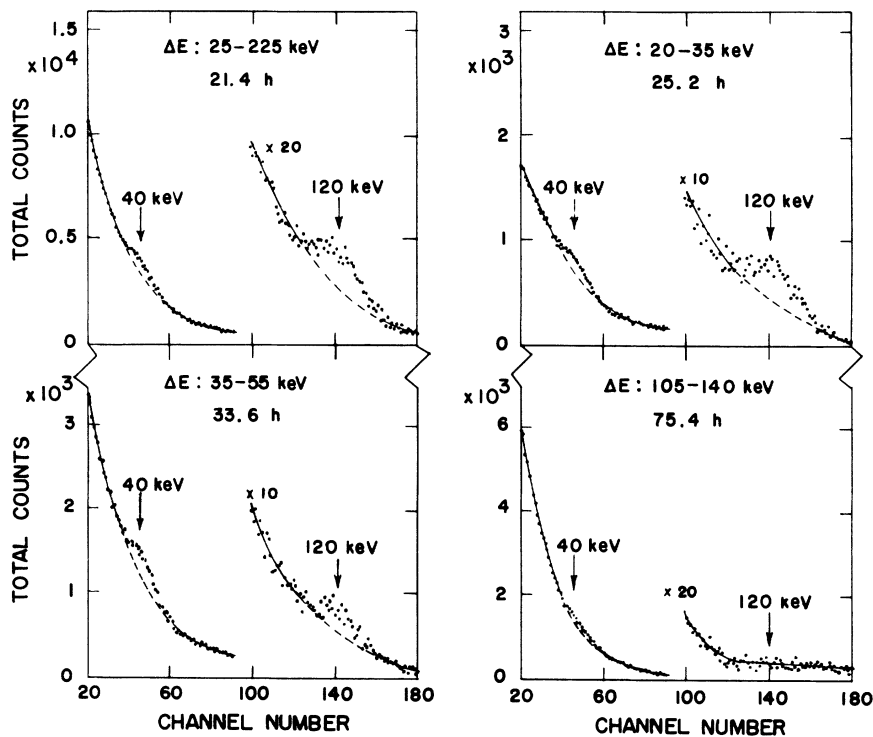 ΔE: 25-225 keV
21.4 h
x10⁴
1.5
1.0
0.5
0
40 keV
x 20
120 keV
TOTAL COUNTS
ΔE: 20-35 keV
25.2 h
x10³
3
2
1
0
40 keV
x 10
120 keV
ΔE: 35-55 keV
33.6 h
x10³
3
2
1
0
40 keV
x 10
120 keV
TOTAL COUNTS
20 60 100 140 180
CHANNEL NUMBER
ΔE: 105-140 keV
75.4 h
x10³
6
4
2
0
40 keV
x 20
120 keV
20 60 100 140 180
CHANNEL NUMBER